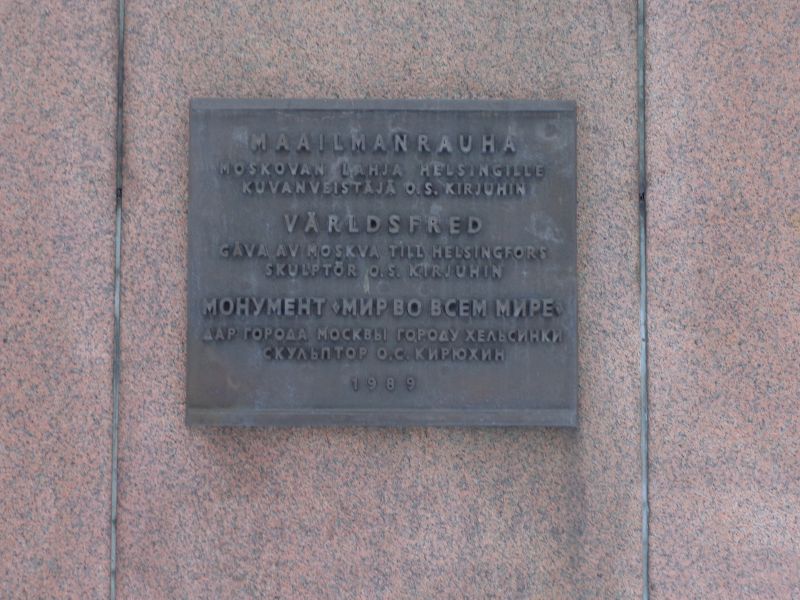 MAAILMANRAUHA
MOSKOVAN LAHJA HELSINGILLE
KUVANVEISTÄJÄ O.S. KIRJUHIN
VÄRLDSFRED
GÅVA AV MOSKVA TILL HELSINGFORS
SKULPTÖR O.S. KIRJUHIN
МОНУМЕНТ «МИР ВО ВСЕМ МИРЕ»
ДАР ГОРОДА МОСКВЫ ГОРОДУ ХЕЛЬСИНКИ
СКУЛЬПТОР О.С. КИРЮХИН
1989